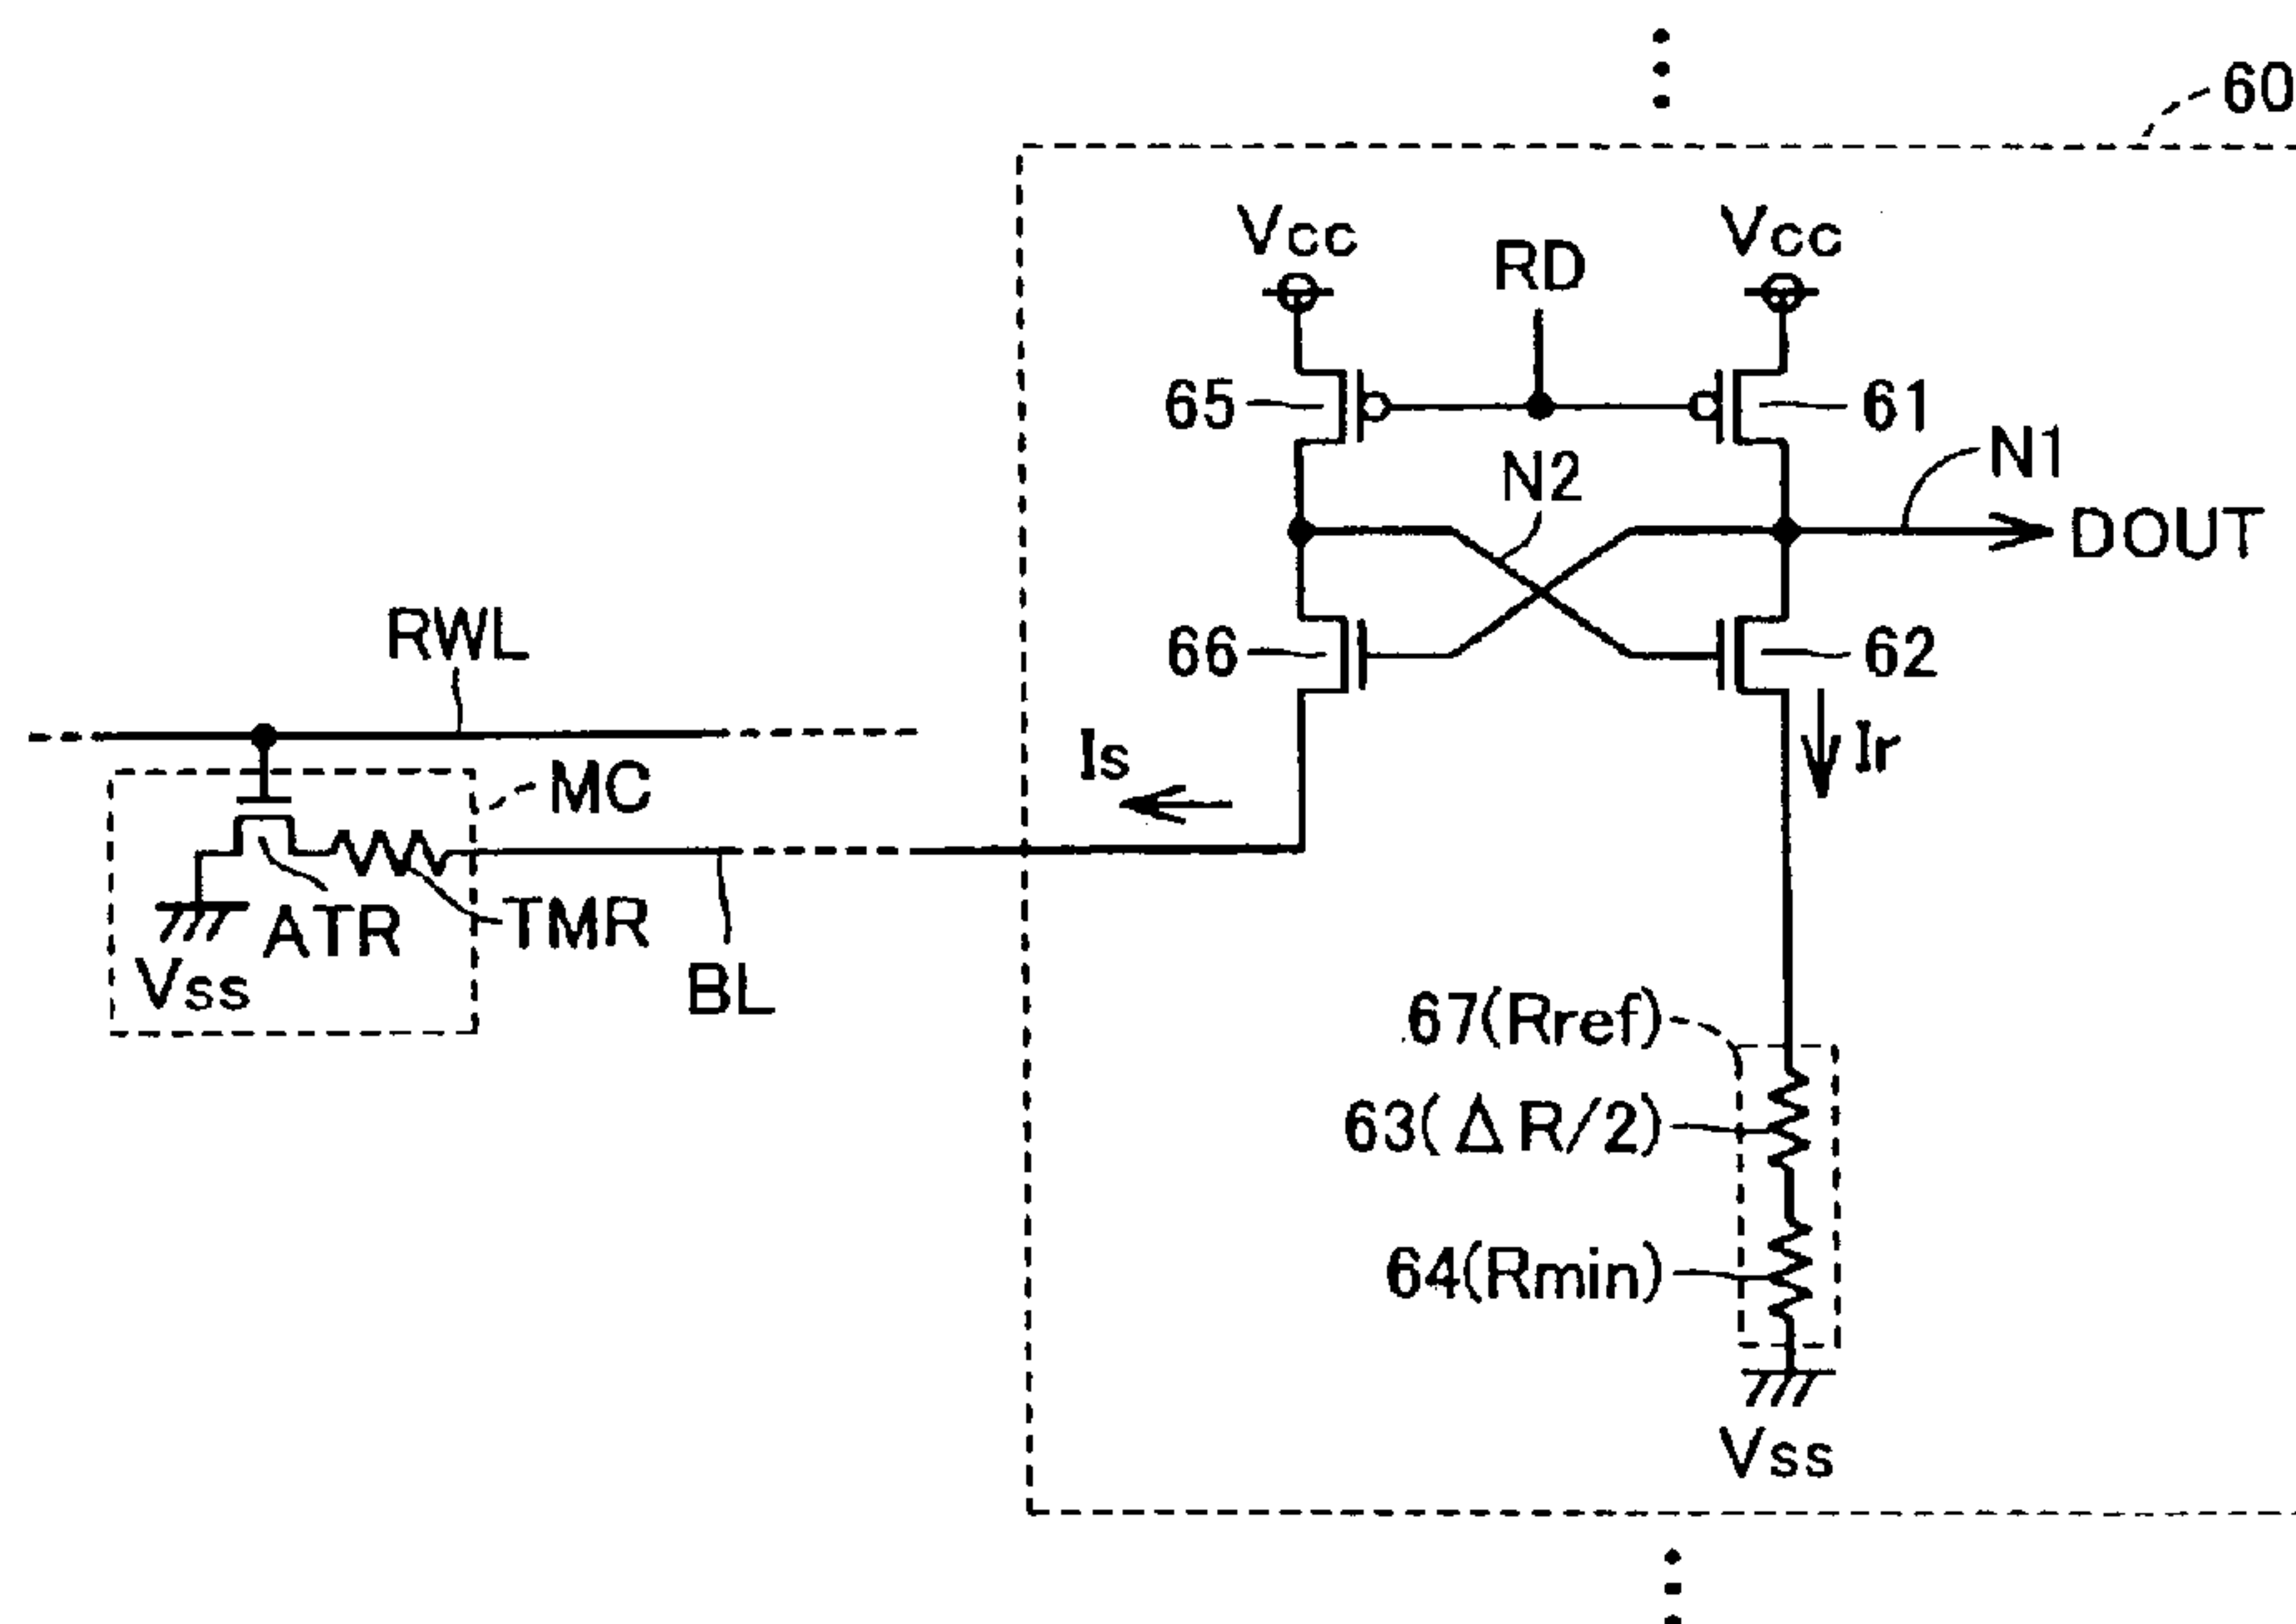 60
Vcc
RD
Vcc
65
61
N2
N1
DOUT
RWL
66
62
Is
Ir
MC
ATR
TMR
Vss
BL
67(Rref)
63(ΔR/2)
64(Rmin)
Vss